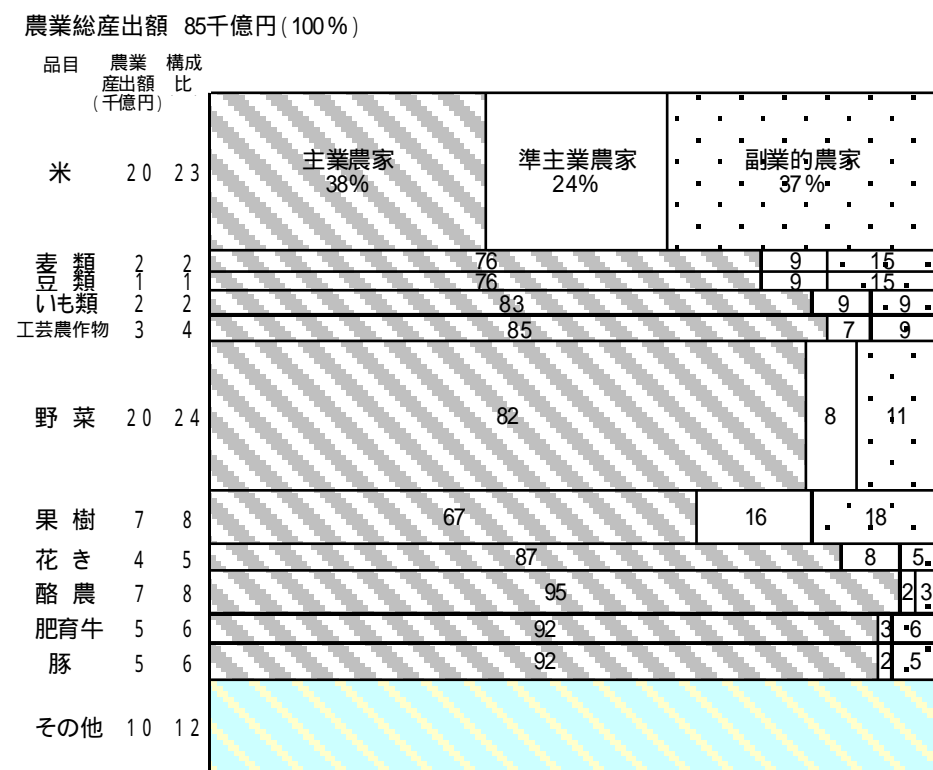 農業総産出額 85千億円(100%)
品目 農業産出額(千億円) 構成比
米 20 23 主業農家 38% 準主業農家 24% 副業的農家 37%
麦類 2 2 76 9 15
豆類 1 1 76 9 15
いも類 2 2 83 9 9
工芸農作物 3 4 85 7 9
野菜 20 24 82 8 11
果樹 7 8 67 16 18
花き 4 5 87 8 5
酪農 7 8 95 2 3
肥育牛 5 6 92 3 6
豚 5 6 92 2 5
その他 10 12